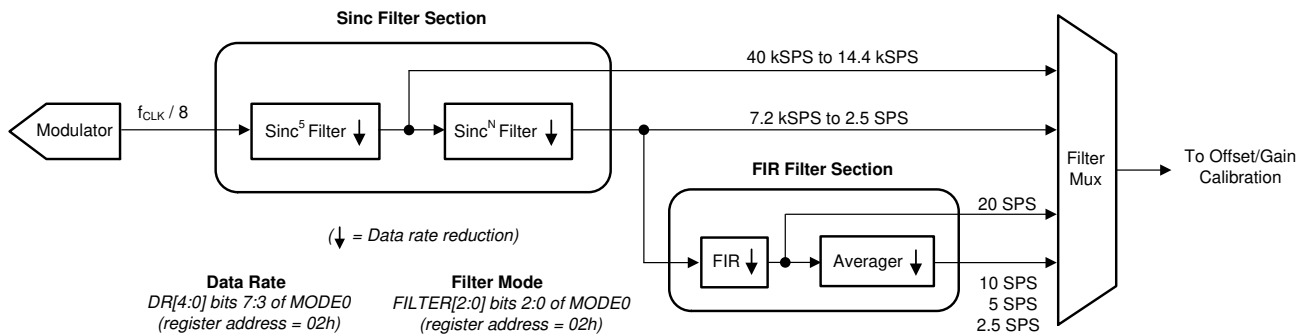 Sinc Filter Section
40 kSPS to 14.4 kSPS
Modulator
fCLK / 8
Sinc5 Filter
SincN Filter
7.2 kSPS to 2.5 SPS
Filter
Mux
To Offset/Gain
Calibration
FIR Filter Section
20 SPS
(↓ = Data rate reduction)
FIR
Averager
10 SPS
5 SPS
2.5 SPS
Data Rate
DR[4:0] bits 7:3 of MODE0
(register address = 02h)
Filter Mode
FILTER[2:0] bits 2:0 of MODE0
(register address = 02h)